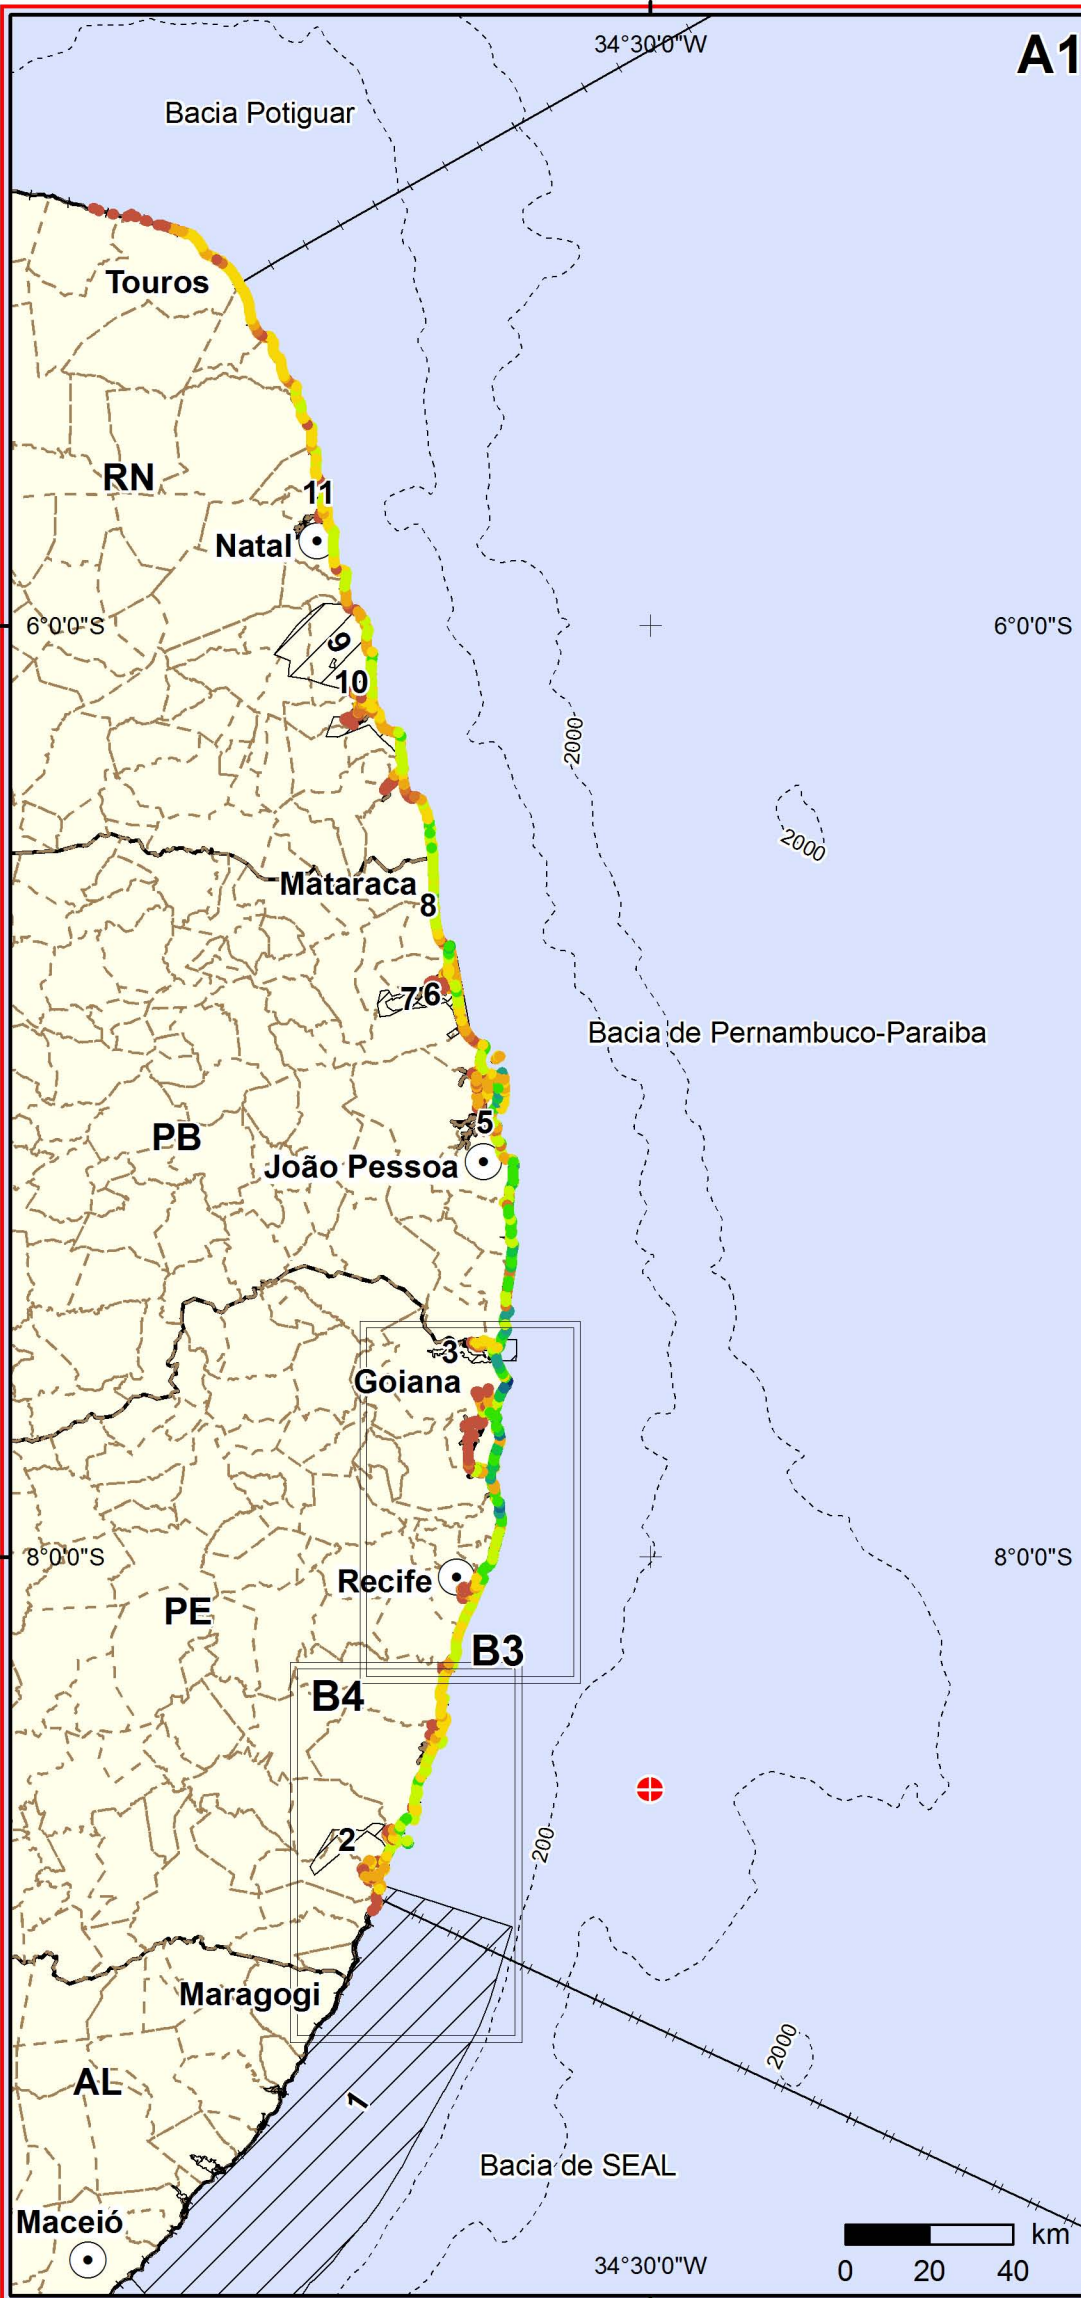 34°30'0"W
A1
Bacia Potiguar
Touros
RN
11
Natal
6°0'0"S
6°0'0"S
9
10
2000
2000
Mataraca
8
7
6
Bacia de Pernambuco-Paraiba
5
PB
João Pessoa
3
Goiana
8°0'0"S
8°0'0"S
Recife
PE
B3
B4
2
200
Maragogi
2000
AL
1
Bacia de SEAL
Maceió
34°30'0"W
km
0 20 40